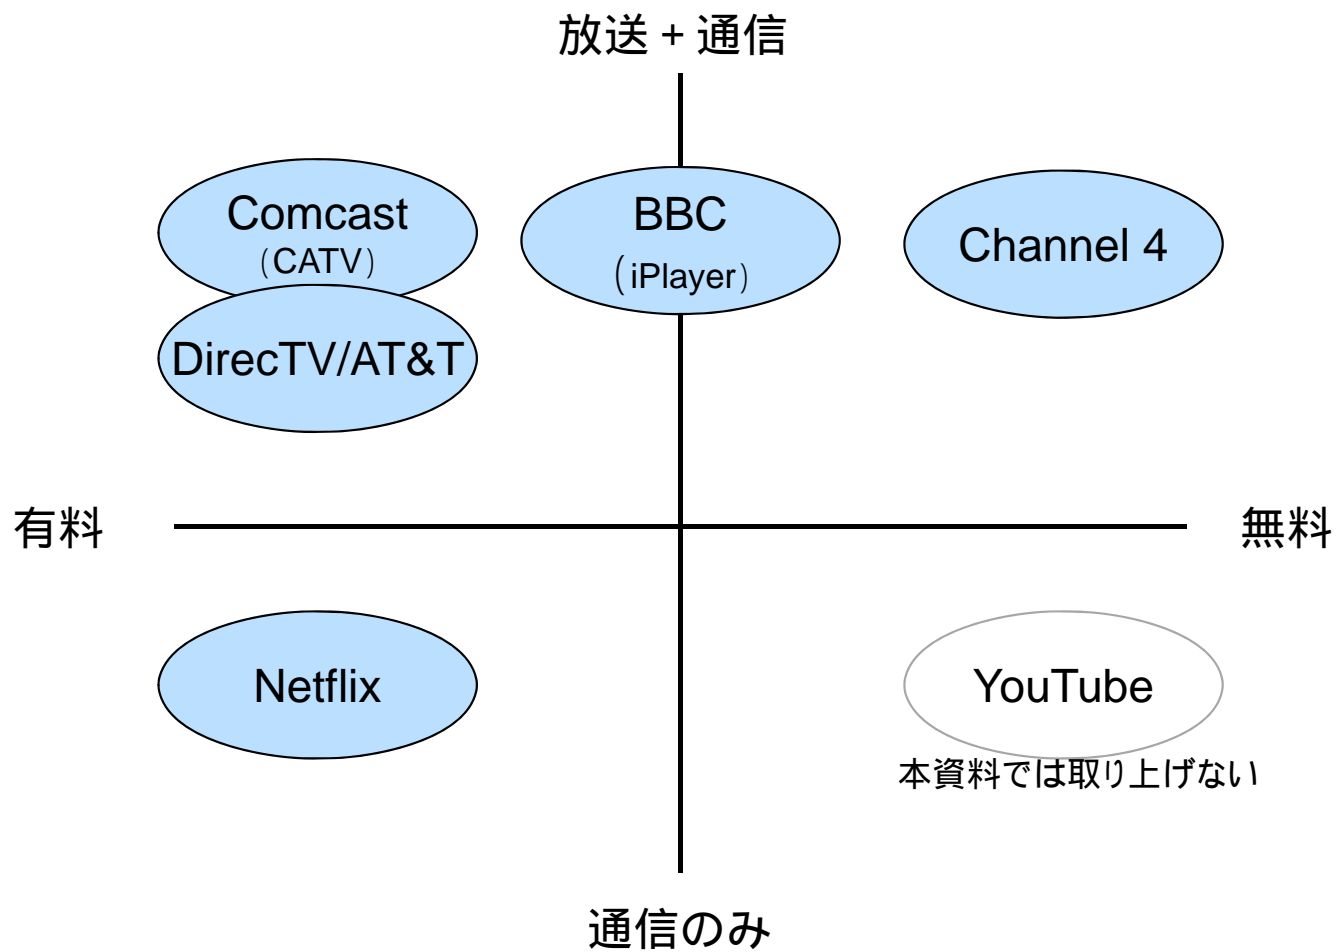 放送 + 通信
Comcast
(CATV)
BBC
(iPlayer)
Channel 4
DirecTV/AT&T
有料
無料
Netflix
YouTube
本資料では取り上げない
通信のみ